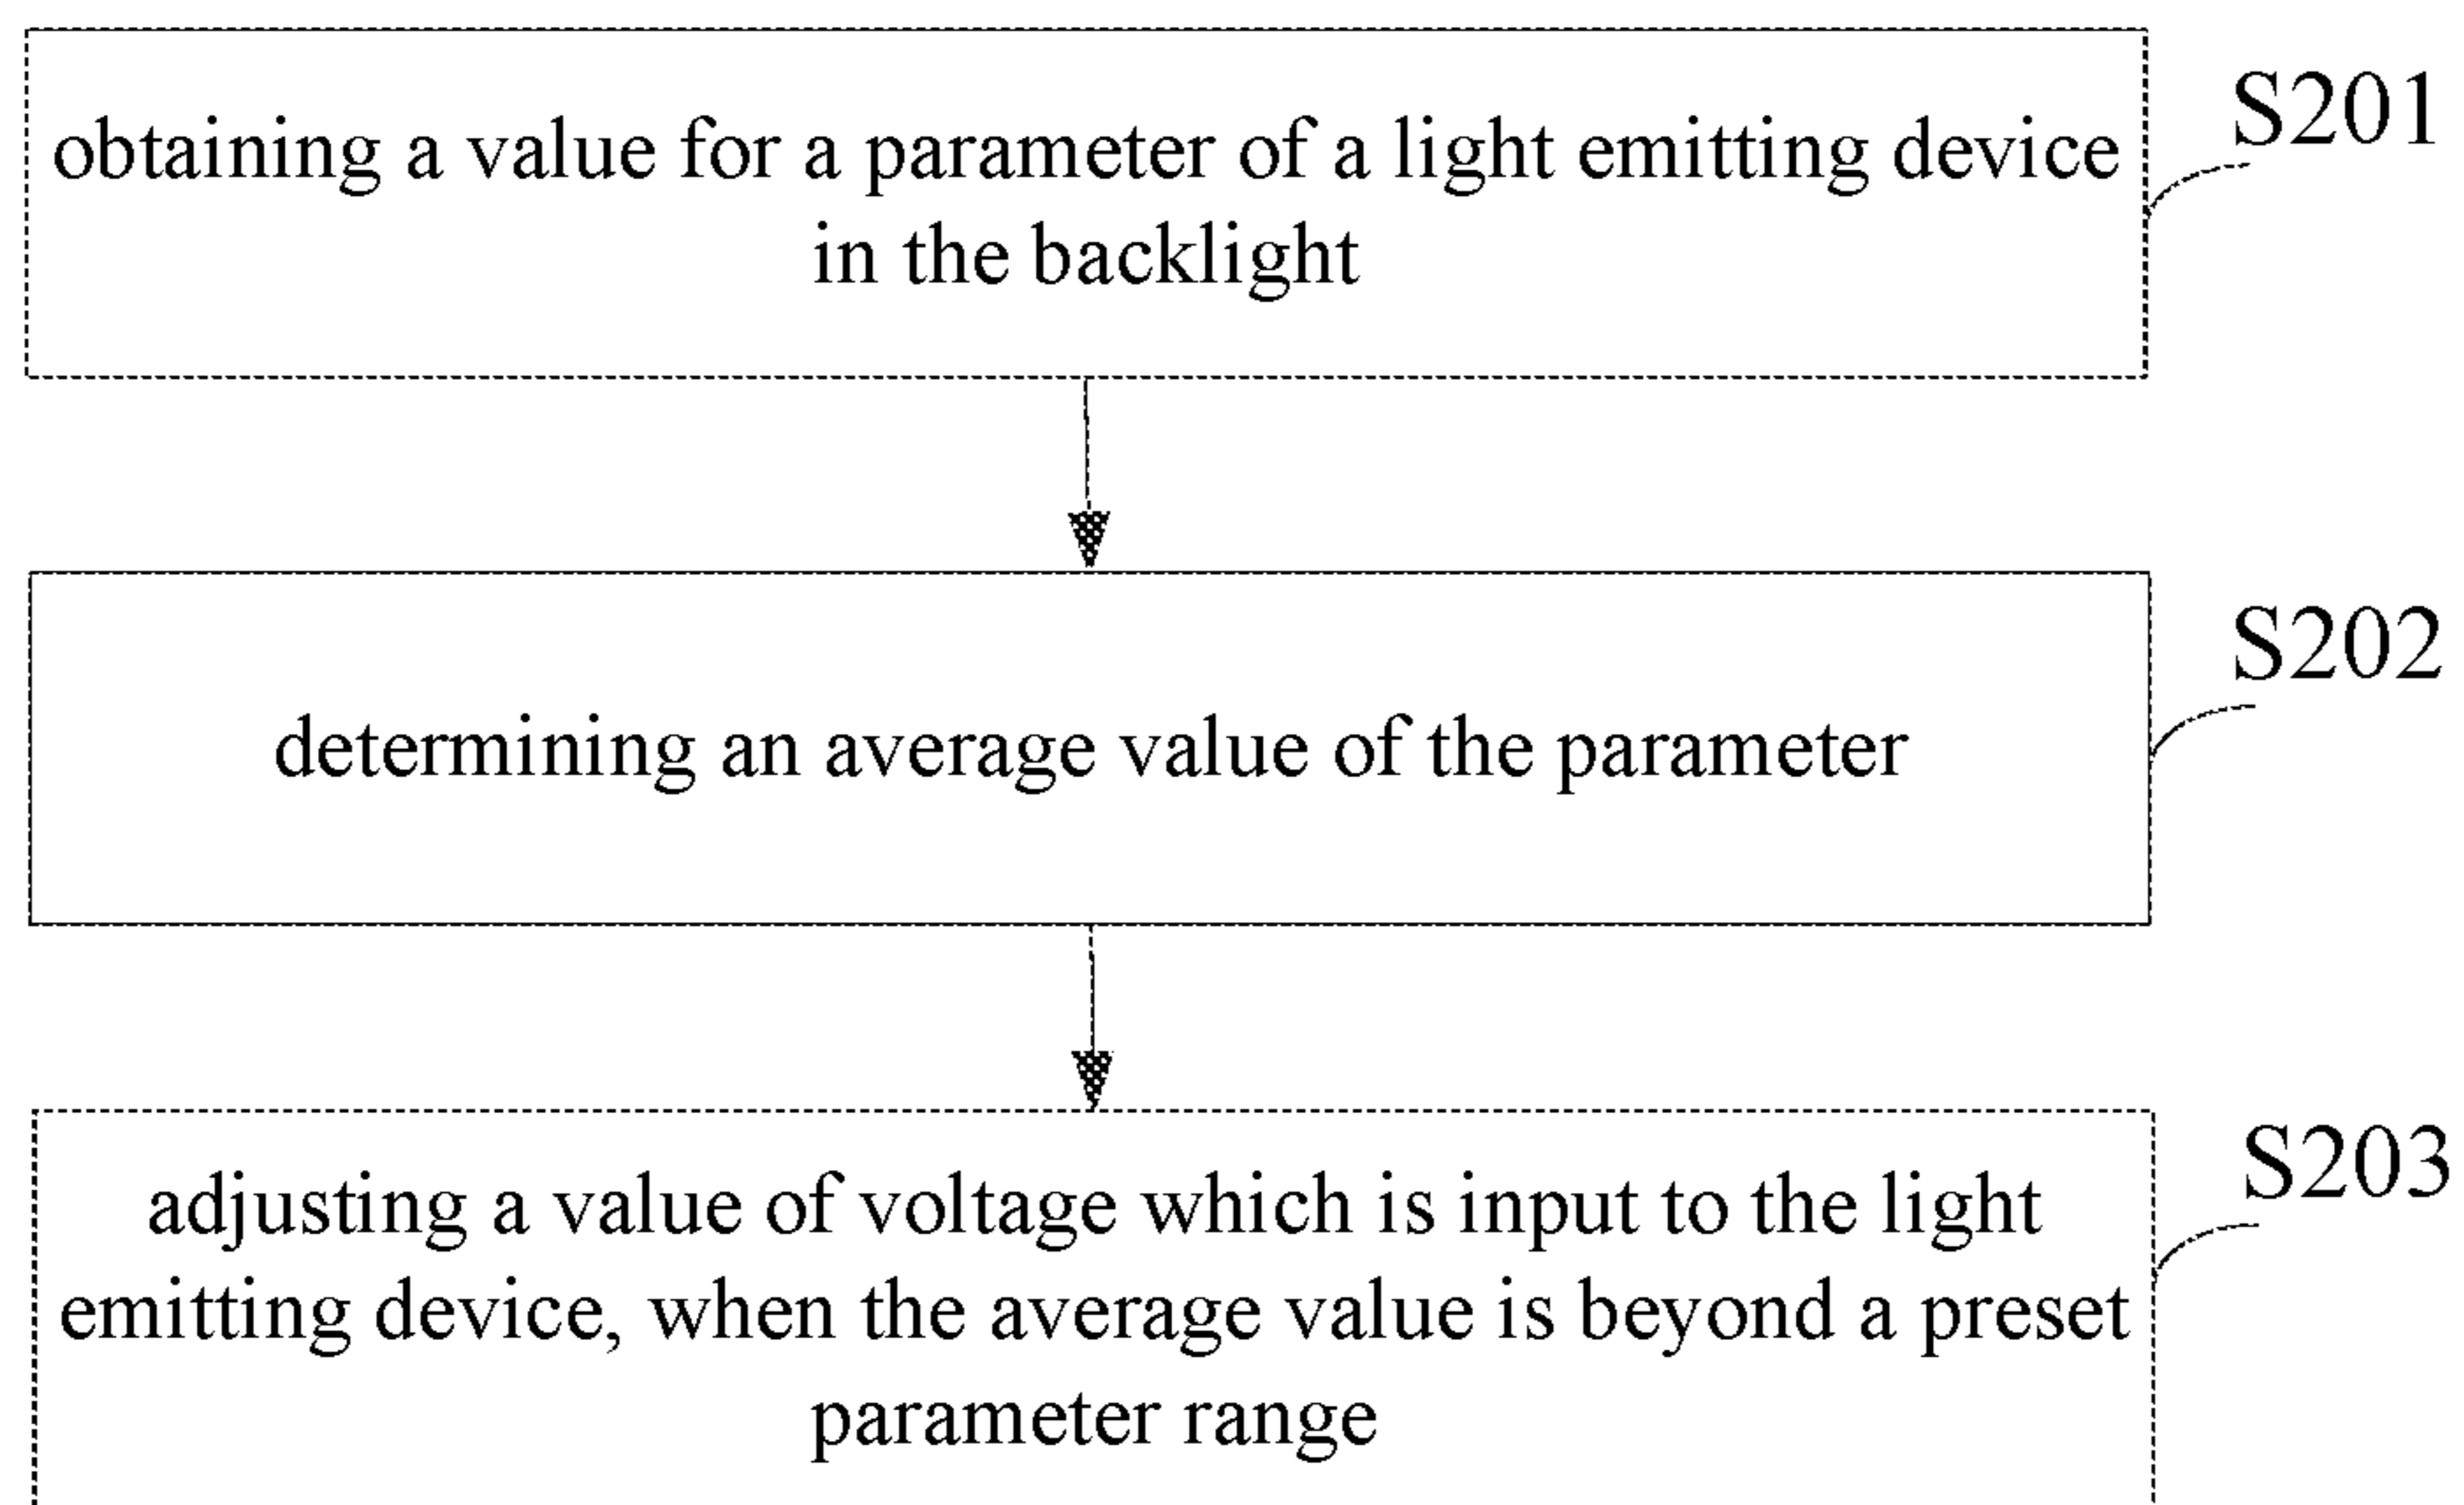 obtaining a value for a parameter of a light emitting device
in the backlight
S201
determining an average value of the parameter
S202
adjusting a value of voltage which is input to the light
emitting device, when the average value is beyond a preset
parameter range
S203